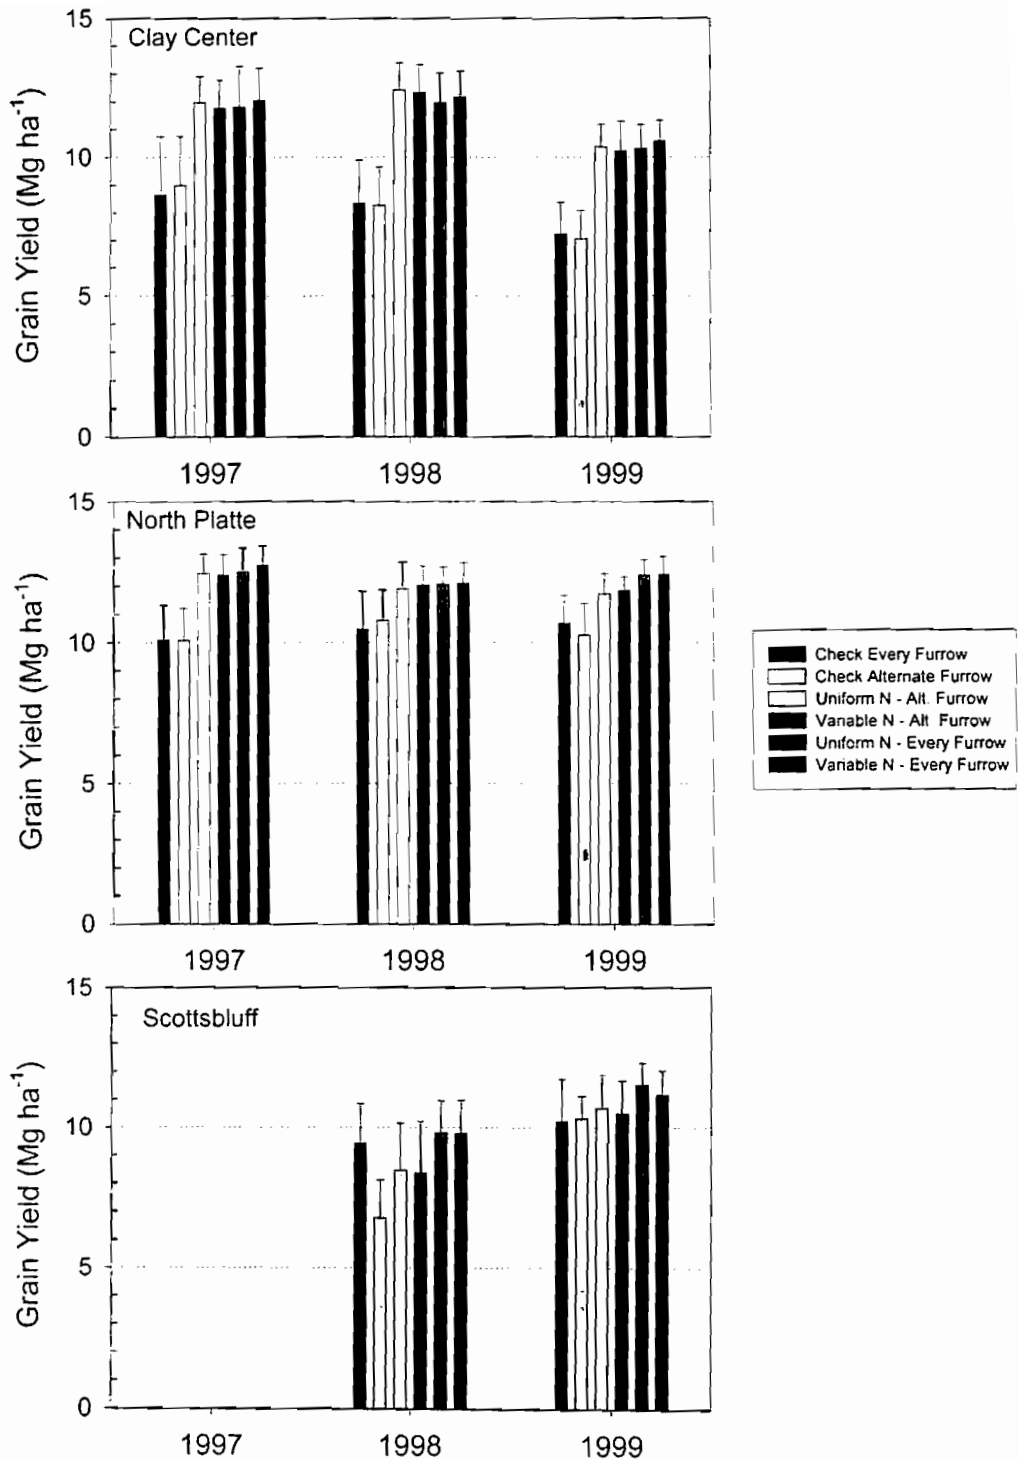 15
Clay Center
10
5
0
Grain Yield (Mg ha⁻¹)
1997 1998 1999
15
North Platte
10
5
0
Grain Yield (Mg ha⁻¹)
1997 1998 1999
Check Every Furrow
Check Alternate Furrow
Uniform N - Alt. Furrow
Variable N - Alt. Furrow
Uniform N - Every Furrow
Variable N - Every Furrow
15
Scottsbluff
10
5
0
Grain Yield (Mg ha⁻¹)
1997 1998 1999